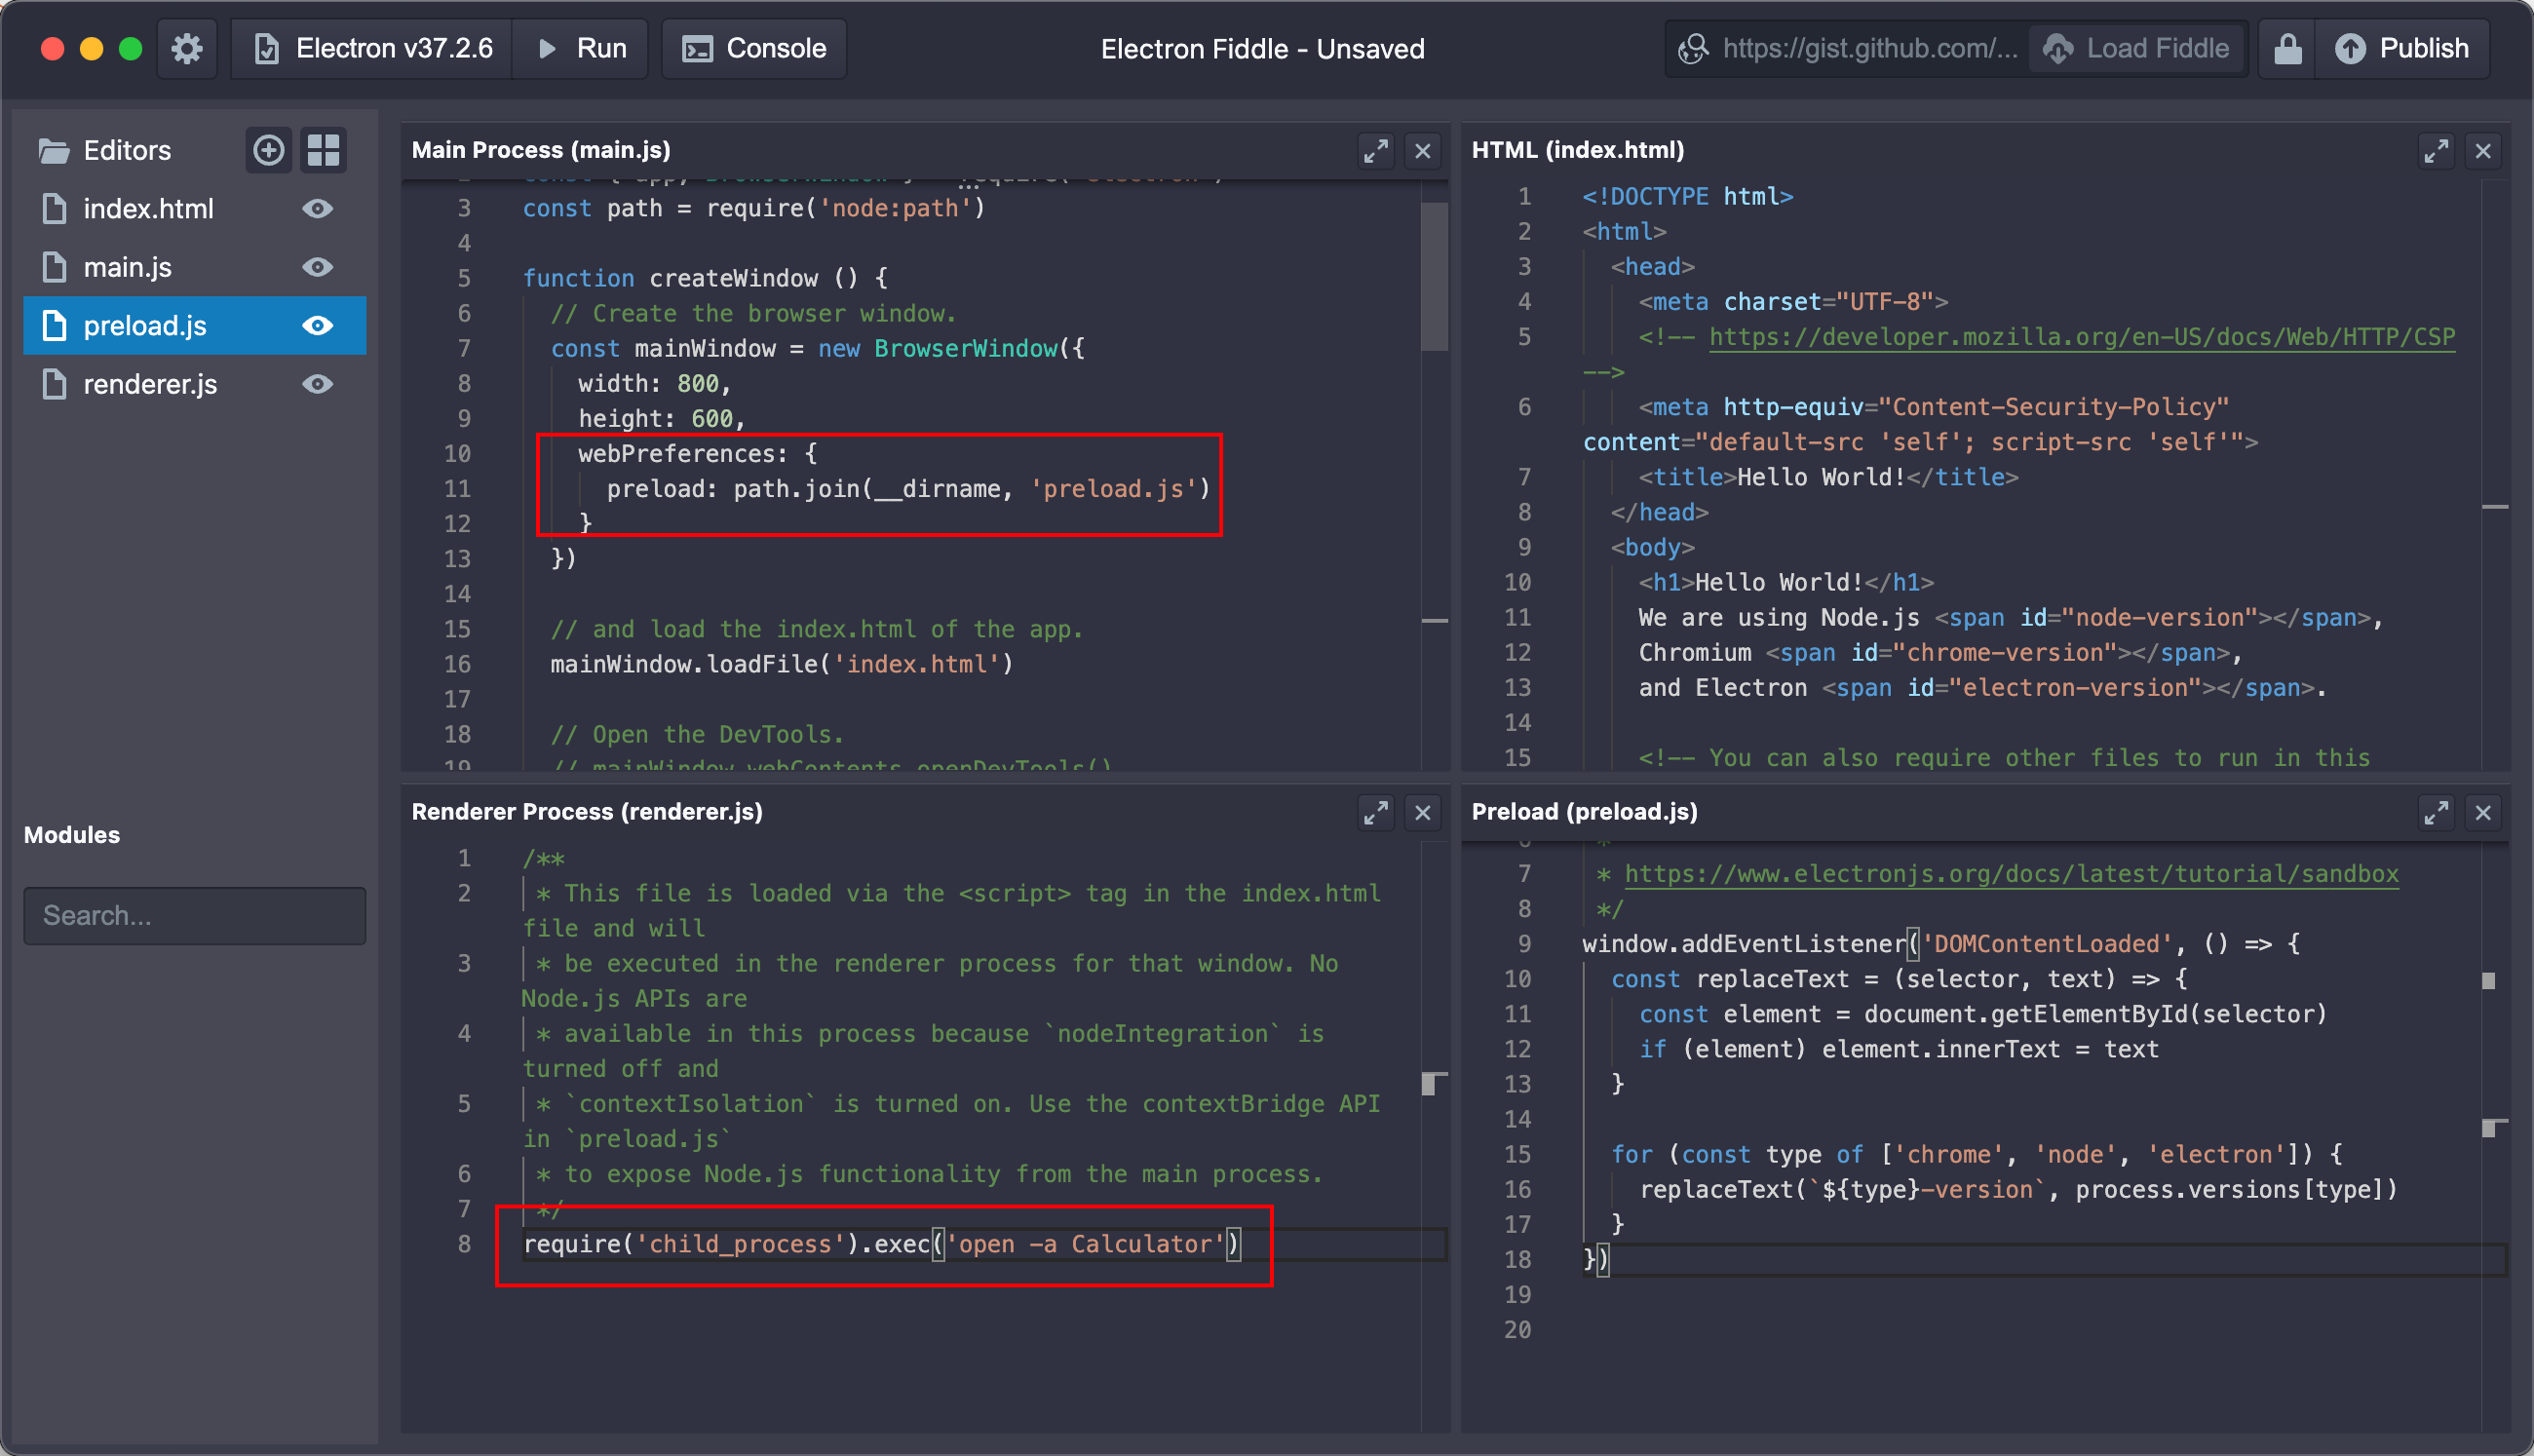 Electron v37.2.6
Run
Console
Electron Fiddle - Unsaved
https://gist.github.com/...
Load Fiddle
Publish
Editors
index.html
main.js
preload.js
renderer.js
Modules
Search...
Main Process (main.js)
3 const path = require('node:path')
4
5 function createWindow () {
6 // Create the browser window.
7 const mainWindow = new BrowserWindow({
8 width: 800,
9 height: 600,
10 webPreferences: {
11 preload: path.join(__dirname, 'preload.js')
12 }
13 })
14
15 // and load the index.html of the app.
16 mainWindow.loadFile('index.html')
17
18 // Open the DevTools.
19 // mainWindow.webContents.openDevTools()
HTML (index.html)
1 <!DOCTYPE html>
2 <html>
3 <head>
4 <meta charset="UTF-8">
5 <!-- https://developer.mozilla.org/en-US/docs/Web/HTTP/CSP
-->
6 <meta http-equiv="Content-Security-Policy"
content="default-src 'self'; script-src 'self'">
7 <title>Hello World!</title>
8 </head>
9 <body>
10 <h1>Hello World!</h1>
11 We are using Node.js <span id="node-version"></span>,
12 Chromium <span id="chrome-version"></span>,
13 and Electron <span id="electron-version"></span>.
14
15 <!-- You can also require other files to run in this
Renderer Process (renderer.js)
1 /**
2 * This file is loaded via the <script> tag in the index.html
file and will
3 * be executed in the renderer process for that window. No
Node.js APIs are
4 * available in this process because `nodeIntegration` is
turned off and
5 * `contextIsolation` is turned on. Use the contextBridge API
in `preload.js`
6 * to expose Node.js functionality from the main process.
7 */
8 require('child_process').exec('open -a Calculator')
Preload (preload.js)
7 * https://www.electronjs.org/docs/latest/tutorial/sandbox
8 */
9 window.addEventListener('DOMContentLoaded', () => {
10 const replaceText = (selector, text) => {
11 const element = document.getElementById(selector)
12 if (element) element.innerText = text
13 }
14
15 for (const type of ['chrome', 'node', 'electron']) {
16 replaceText(`${type}-version`, process.versions[type])
17 }
18 })
19
20